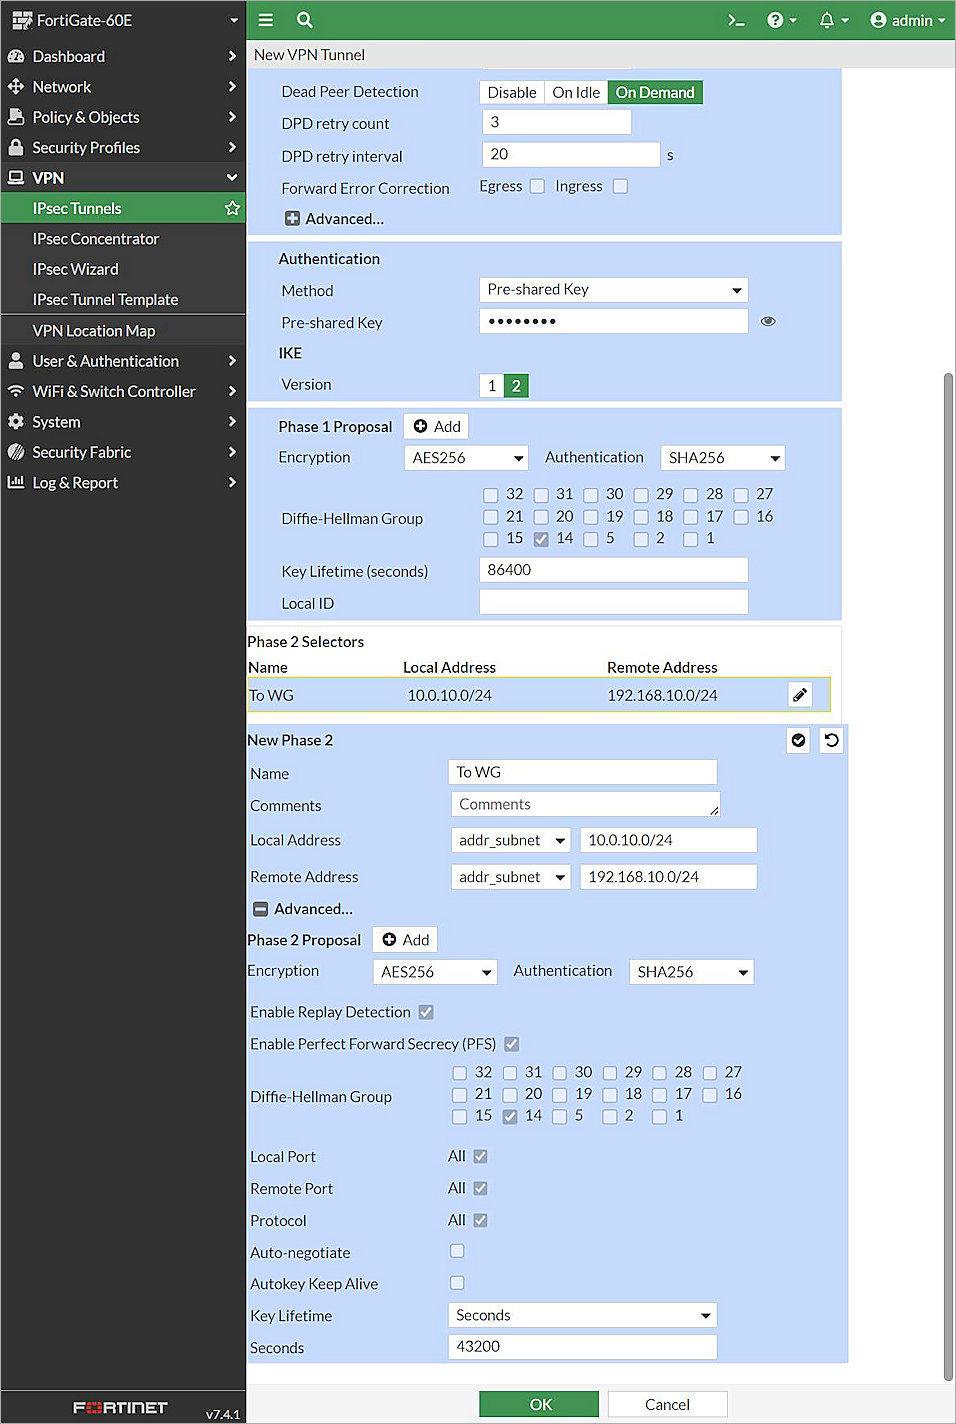 FortiGate-60E
admin
Dashboard
Network
Policy & Objects
Security Profiles
VPN
IPsec Tunnels
IPsec Concentrator
IPsec Wizard
IPsec Tunnel Template
VPN Location Map
User & Authentication
WiFi & Switch Controller
System
Security Fabric
Log & Report
FORTINET
v7.4.1
New VPN Tunnel
Dead Peer Detection Disable On Idle On Demand
DPD retry count 3
DPD retry interval 20 s
Forward Error Correction Egress Ingress
Advanced...
Authentication
Method Pre-shared Key
Pre-shared Key ••••••••
IKE
Version 1 2
Phase 1 Proposal Add
Encryption AES256 Authentication SHA256
32 31 30 29 28 27
Diffie-Hellman Group 21 20 19 18 17 16
15 14 5 2 1
Key Lifetime (seconds) 86400
Local ID
Phase 2 Selectors
Name Local Address Remote Address
To WG 10.0.10.0/24 192.168.10.0/24
New Phase 2
Name To WG
Comments Comments
Local Address addr_subnet 10.0.10.0/24
Remote Address addr_subnet 192.168.10.0/24
Advanced...
Phase 2 Proposal Add
Encryption AES256 Authentication SHA256
Enable Replay Detection
Enable Perfect Forward Secrecy (PFS)
32 31 30 29 28 27
Diffie-Hellman Group 21 20 19 18 17 16
15 14 5 2 1
Local Port All
Remote Port All
Protocol All
Auto-negotiate
Autokey Keep Alive
Key Lifetime Seconds
Seconds 43200
OK Cancel